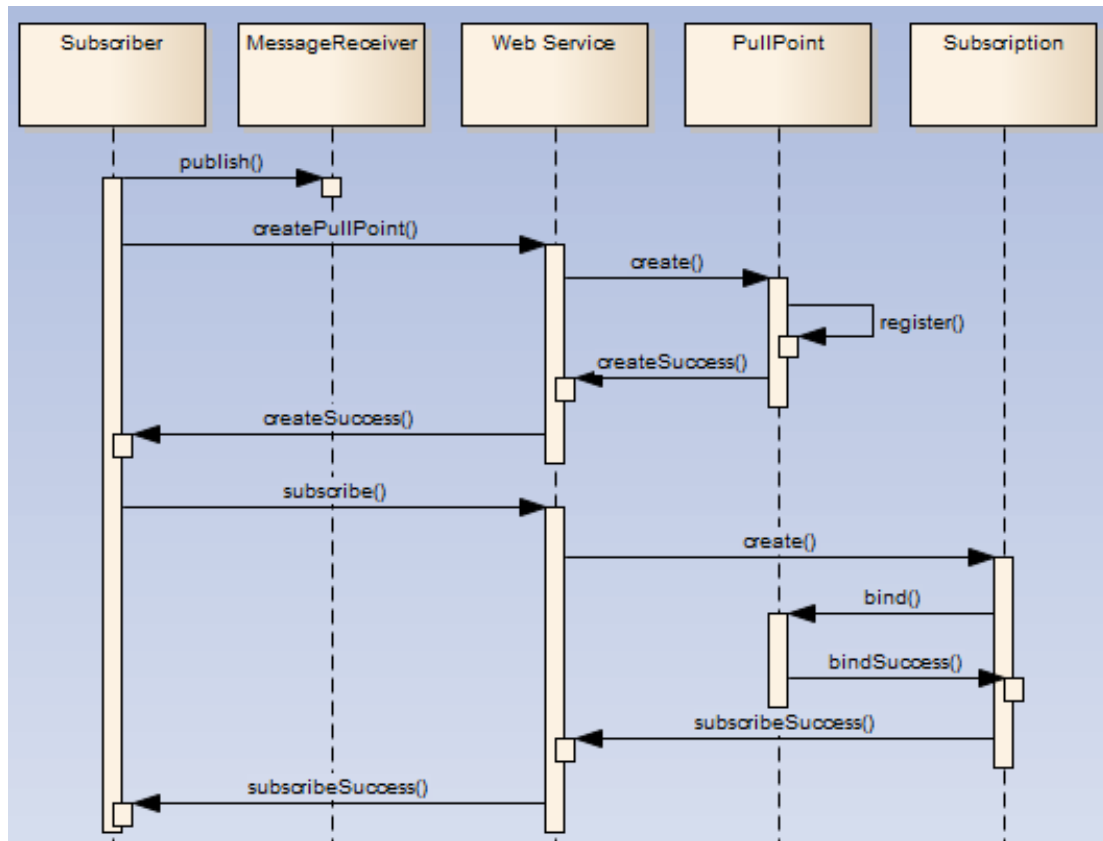 Subscriber
MessageReceiver
Web Service
PullPoint
Subscription
publish()
createPullPoint()
create()
register()
createSuccess()
createSuccess()
subscribe()
create()
bind()
bindSuccess()
subscribeSuccess()
subscribeSuccess()